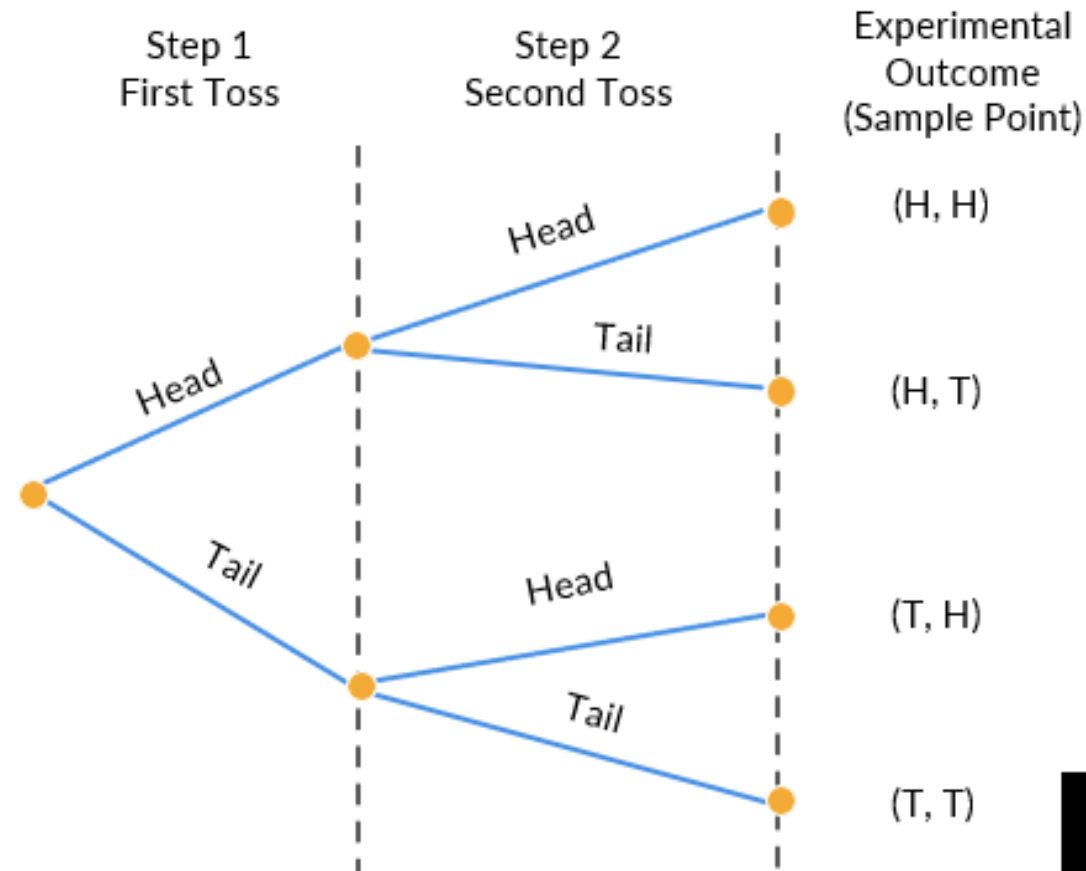 Step 1
First Toss
Step 2
Second Toss
Experimental
Outcome
(Sample Point)
Head
Tail
Head
Tail
Head
Tail
(H, H)
(H, T)
(T, H)
(T, T)